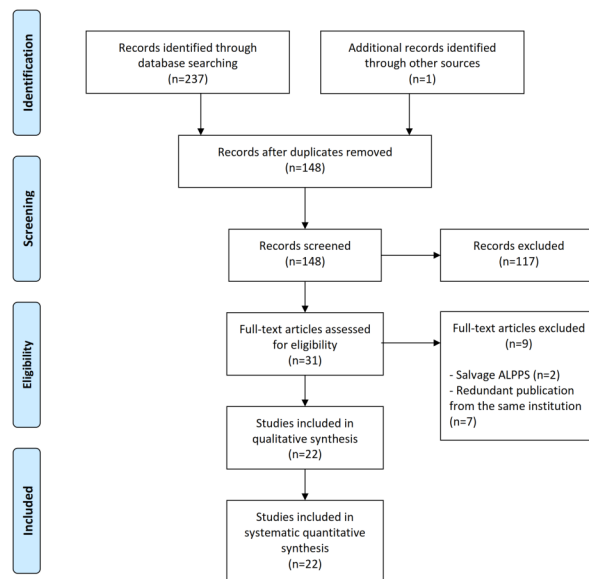 Identification
Records identified through
database searching
(n=237)
Additional records identified
through other sources
(n=1)
Records after duplicates removed
(n=148)
Screening
Records screened
(n=148)
Records excluded
(n=117)
Eligibility
Full-text articles assessed
for eligibility
(n=31)
Full-text articles excluded
(n=9)
- Salvage ALPPS (n=2)
- Redundant publication
from the same institution
(n=7)
Studies included in
qualitative synthesis
(n=22)
Included
Studies included in
systematic quantitative
synthesis
(n=22)